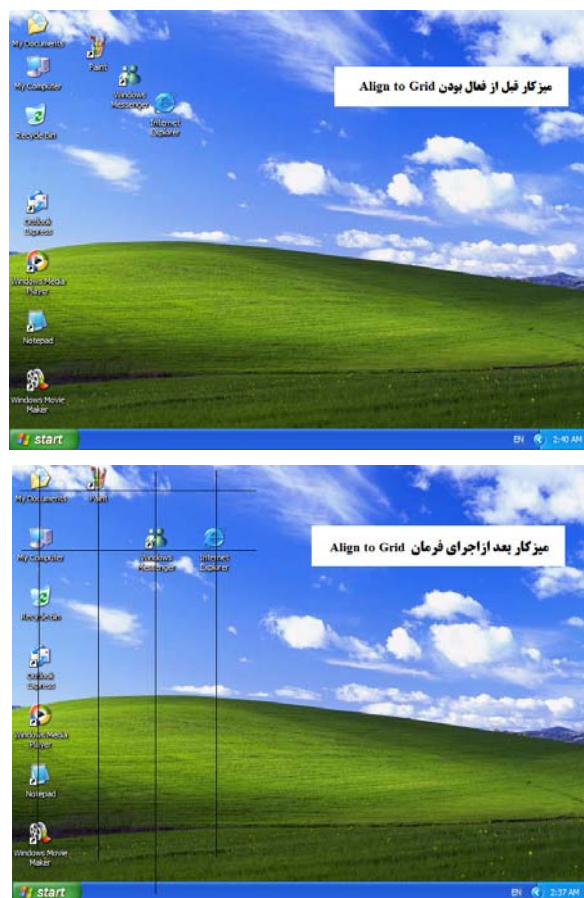 My Documents
Paint
My Computer
Windows
Messenger
Internet
Explorer
Recycle Bin
میزکار قبل از فعال بودن Align to Grid
Outlook
Express
Windows Media
Player
Notepad
Windows Movie
Maker
start
EN
2:40 AM
My Documents
Paint
My Computer
Windows
Messenger
Internet
Explorer
میزکار بعد ازاجرای فرمان Align to Grid
Recycle Bin
Outlook
Express
Windows Media
Player
Notepad
Windows Movie
Maker
start
EN
2:37 AM